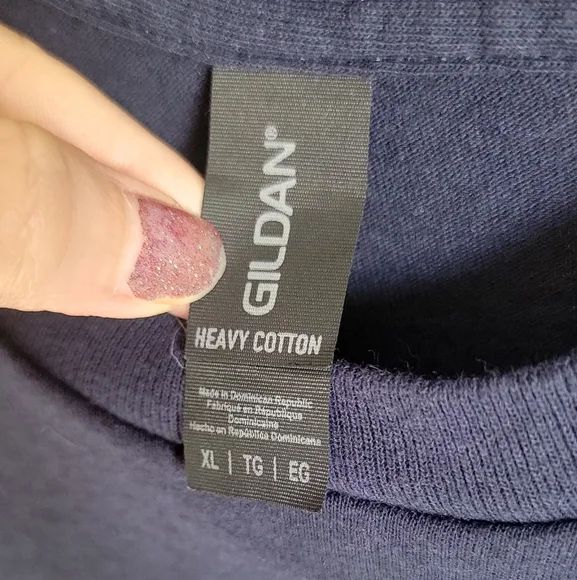 GILDAN®
HEAVY COTTON
Made in Dominican Republic
Fabriqué en République
Dominicaine
Hecho en República Dominicana
XL | TG | EG